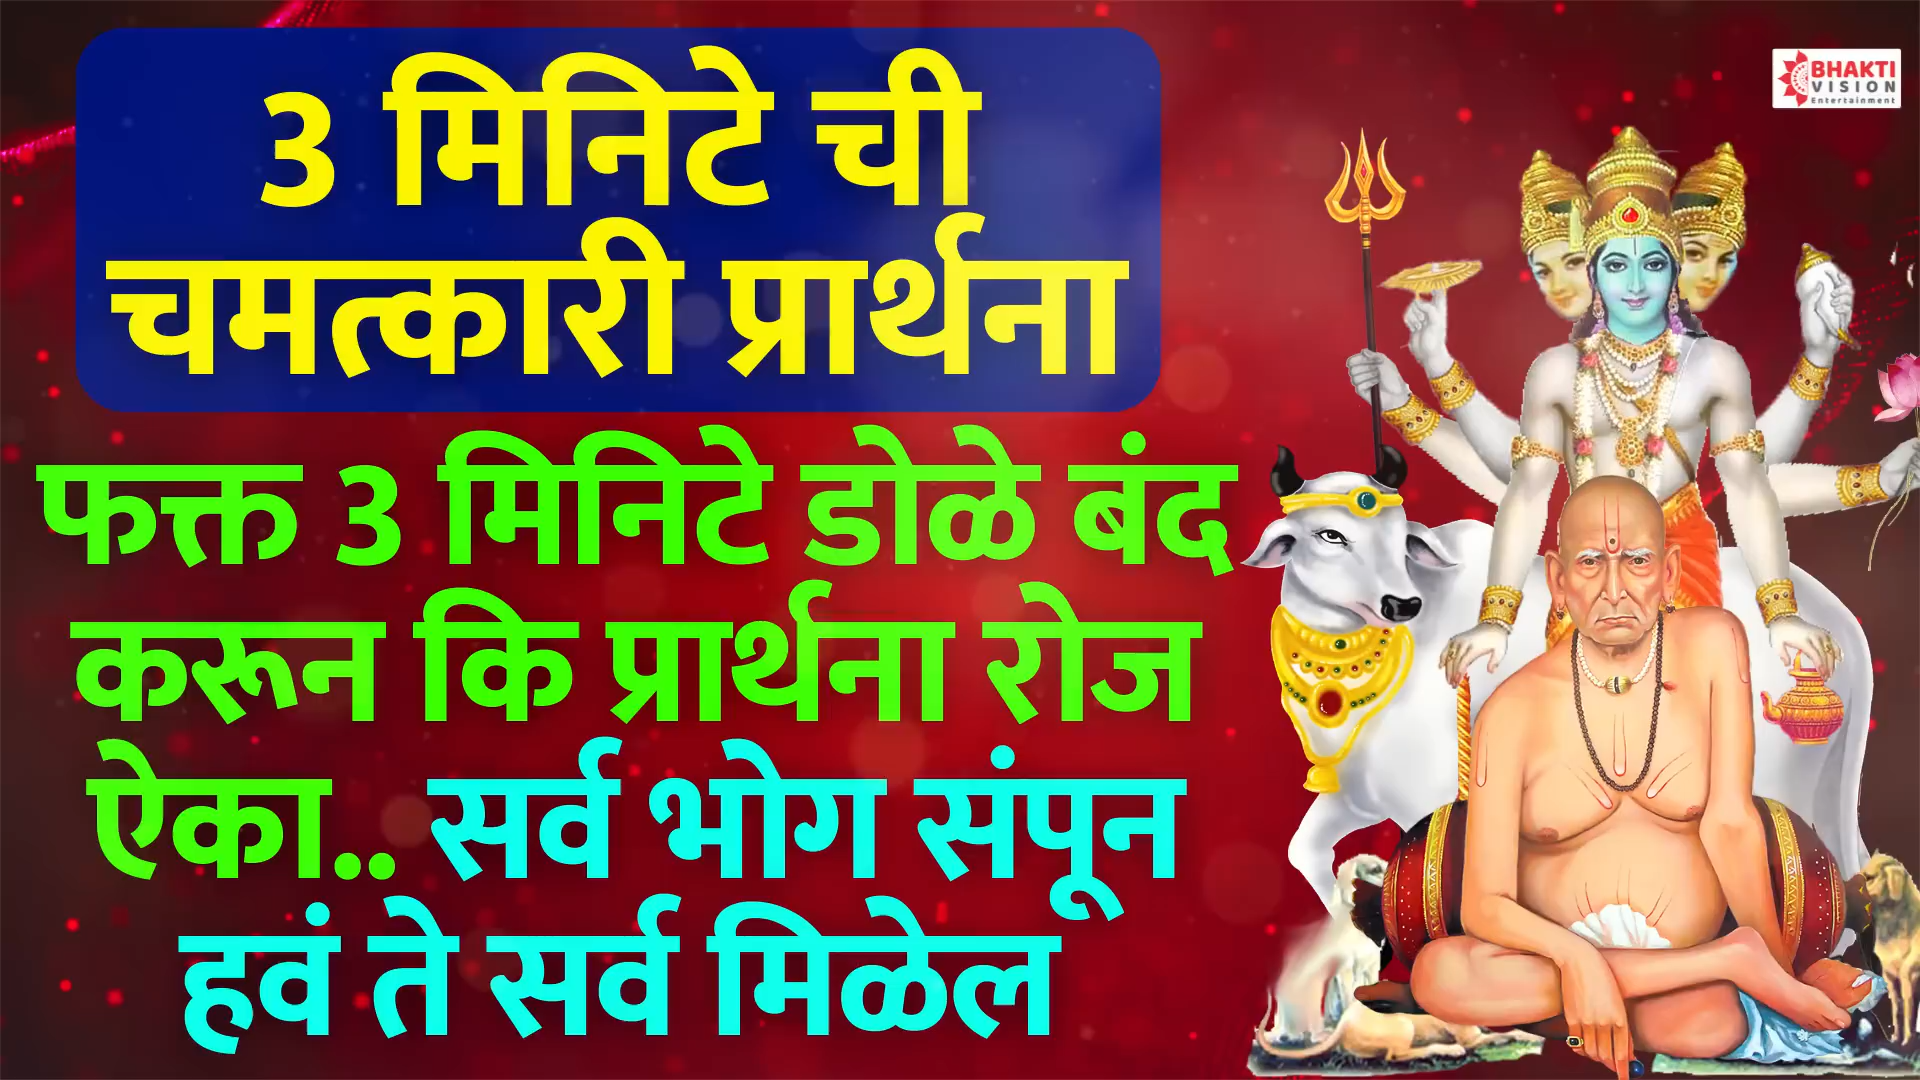 3 मिनिटे ची
चमत्कारी प्रार्थना
फक्त 3 मिनिटे डोळे बंद
करून कि प्रार्थना रोज
ऐका.. सर्व भोग संपून
हवं ते सर्व मिळेल
BHAKTI
VISION
Entertainment